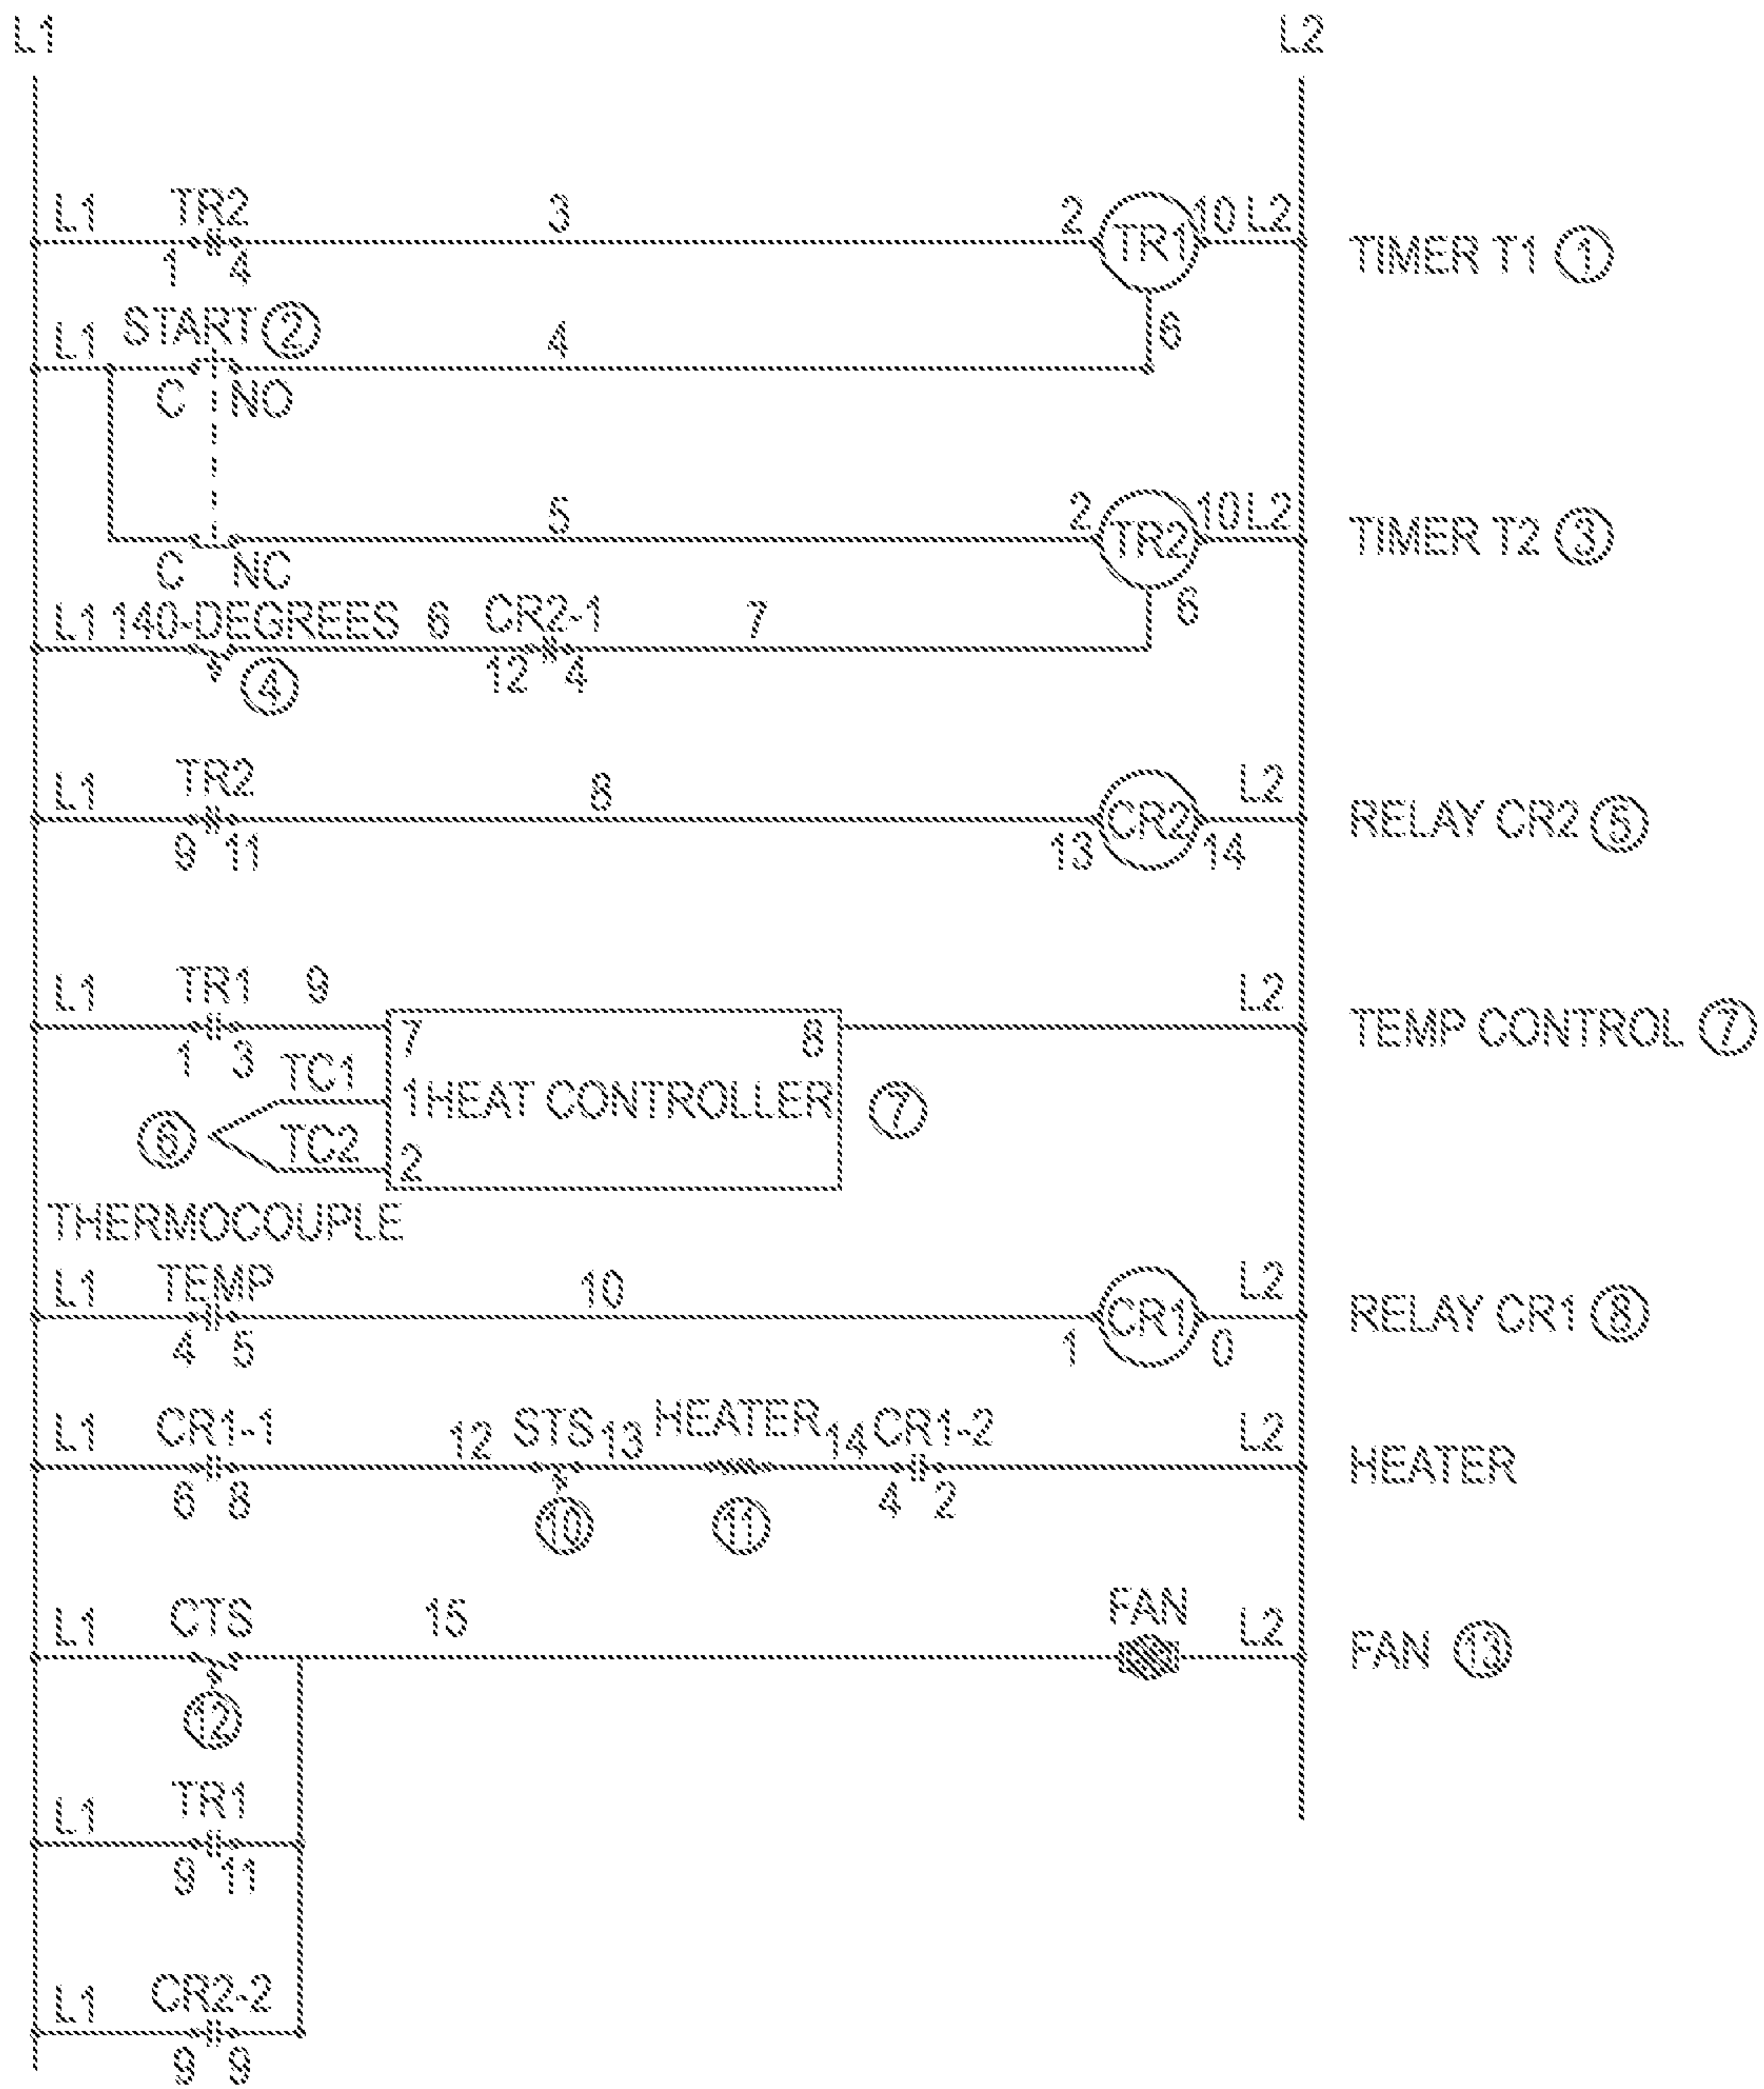 L1 L2
L1 TR2 3 2 TR1 10 L2 TIMER T1 ①
1 4
L1 START ② 4 6
C NO
5 2 TR2 10 L2 TIMER T2 ③
C NC
L1 140-DEGREES 6 CR2-1 7 6
④ 12 4
L1 TR2 8 CR2 L2 RELAY CR2 ⑤
9 11 13 14
L1 TR1 9 L2
7 8 TEMP CONTROL ⑦
1 3 TC1
1 HEAT CONTROLLER ⑦
⑥ TC2 2
THERMOCOUPLE
L1 TEMP 10 CR1 L2 RELAY CR1 ⑧
4 5 1 0
L1 CR1-1 12 STS 13 HEATER 14 CR1-2 L2 HEATER
6 8 ⑩ ⑪ 4 2
L1 CTS 15 FAN L2 FAN ⑬
⑫
L1 TR1
9 11
L1 CR2-2
9 9